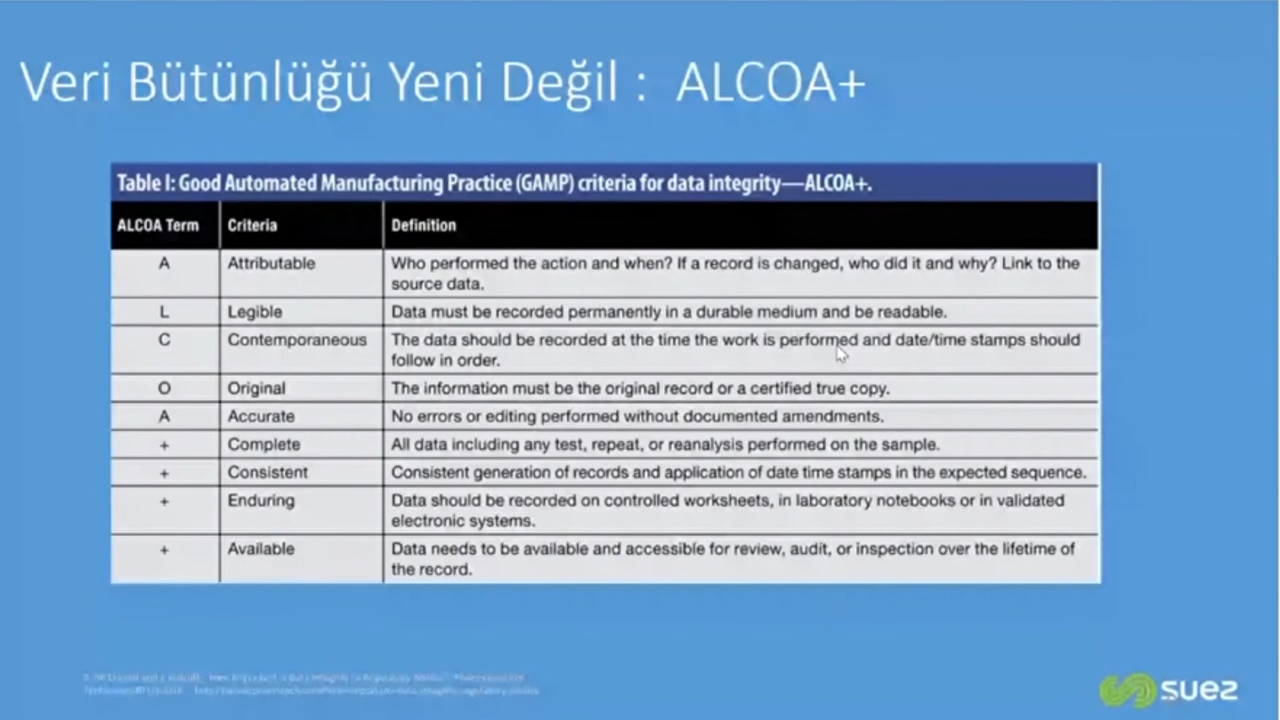 Veri Bütünlüğü Yeni Değil : ALCOA+
Table I: Good Automated Manufacturing Practice (GAMP) criteria for data integrity—ALCOA+.
ALCOA Term Criteria Definition
A Attributable Who performed the action and when? If a record is changed, who did it and why? Link to the
source data.
L Legible Data must be recorded permanently in a durable medium and be readable.
C Contemporaneous The data should be recorded at the time the work is performed and date/time stamps should
follow in order.
O Original The information must be the original record or a certified true copy.
A Accurate No errors or editing performed without documented amendments.
+ Complete All data including any test, repeat, or reanalysis performed on the sample.
+ Consistent Consistent generation of records and application of date time stamps in the expected sequence.
+ Enduring Data should be recorded on controlled worksheets, in laboratory notebooks or in validated
electronic systems.
+ Available Data needs to be available and accessible for review, audit, or inspection over the lifetime of
the record.
suez